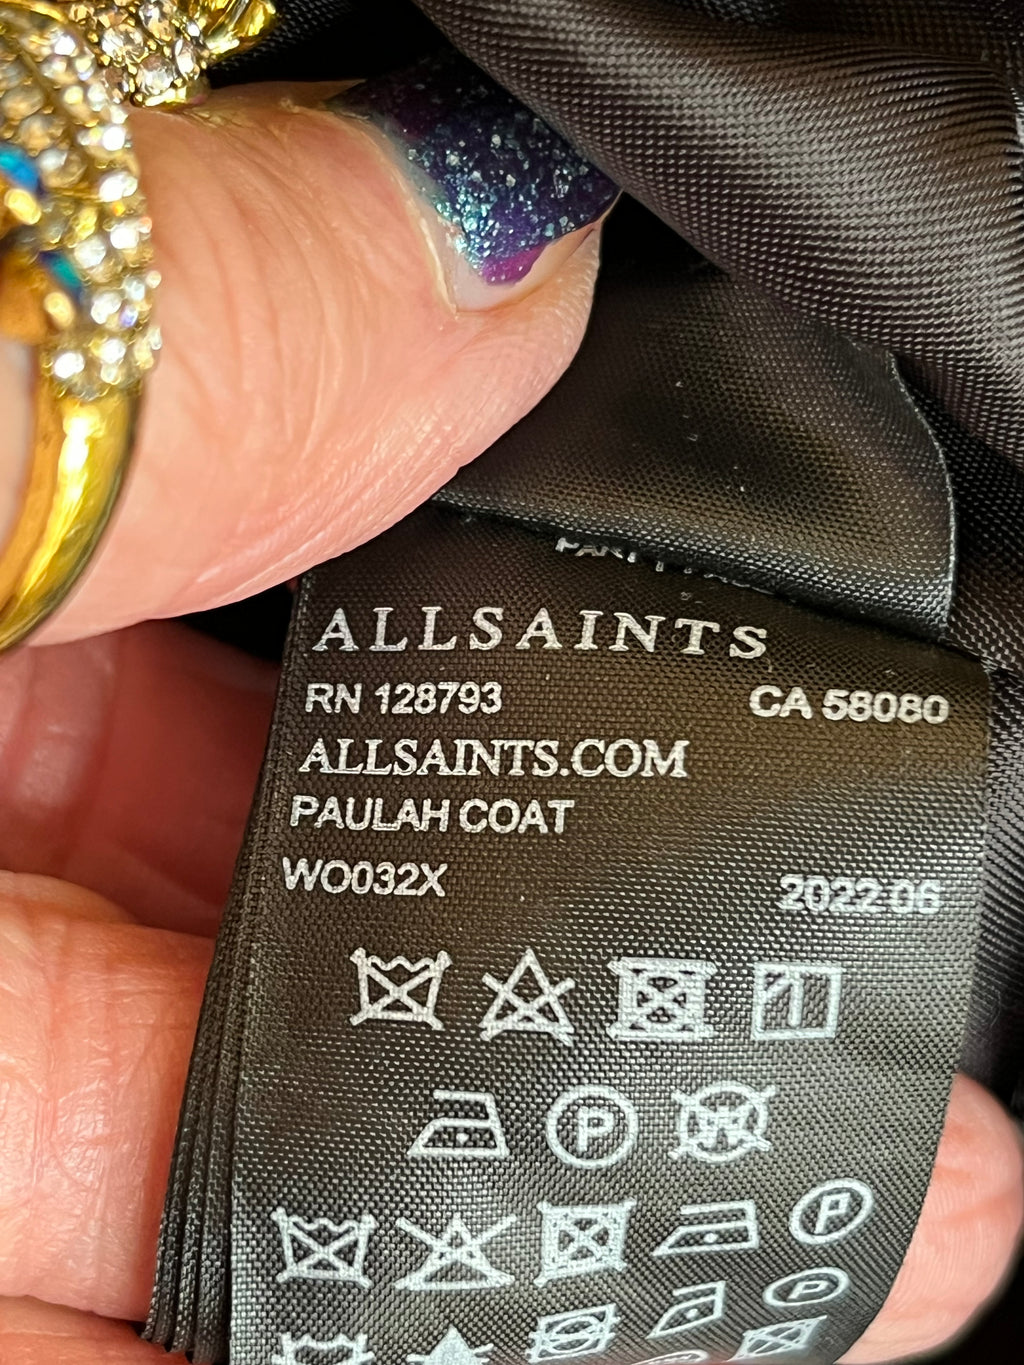 ALLSAINTS
RN 128793 CA 58080
ALLSAINTS.COM
PAULAH COAT
WO032X 2022 06
P
P
P